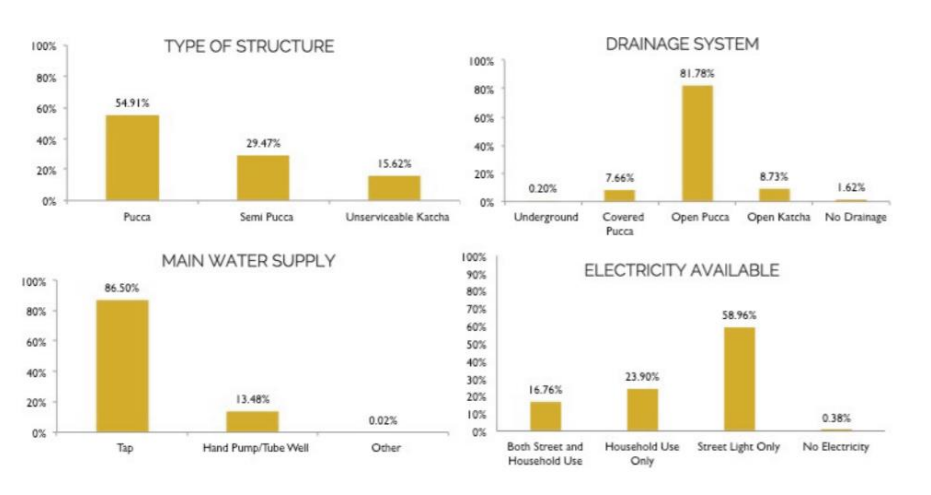 TYPE OF STRUCTURE
100%
80%
60%
40%
20%
0%
54.91%
29.47%
15.62%
Pucca
Semi Pucca
Unserviceable Katcha
DRAINAGE SYSTEM
100%
80%
60%
40%
20%
0%
0.20%
7.66%
81.78%
8.73%
1.62%
Underground
Covered
Pucca
Open Pucca
Open Katcha
No Drainage
MAIN WATER SUPPLY
100%
80%
60%
40%
20%
0%
86.50%
13.48%
0.02%
Tap
Hand Pump/Tube Well
Other
ELECTRICITY AVAILABLE
100%
90%
80%
70%
60%
50%
40%
30%
20%
10%
0%
16.76%
23.90%
58.96%
0.38%
Both Street and
Household Use
Household Use
Only
Street Light Only
No Electricity